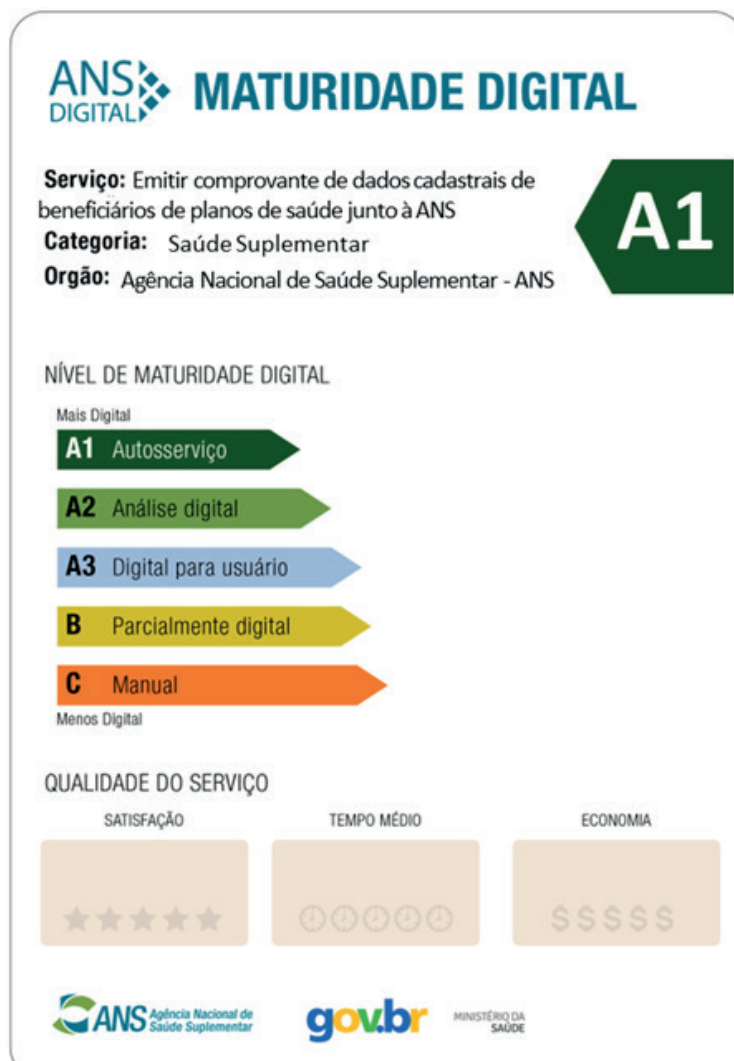 ANS
DIGITAL
MATURIDADE DIGITAL
Serviço: Emitir comprovante de dados cadastrais de
beneficiários de planos de saúde junto à ANS
Categoria: Saúde Suplementar
Orgão: Agência Nacional de Saúde Suplementar - ANS
A1
NÍVEL DE MATURIDADE DIGITAL
Mais Digital
A1 Autosserviço
A2 Análise digital
A3 Digital para usuário
B Parcialmente digital
C Manual
Menos Digital
QUALIDADE DO SERVIÇO
SATISFAÇÃO
TEMPO MÉDIO
ECONOMIA
$$$$$
ANS Agência Nacional de
Saúde Suplementar
gov.br
MINISTÉRIO DA
SAÚDE